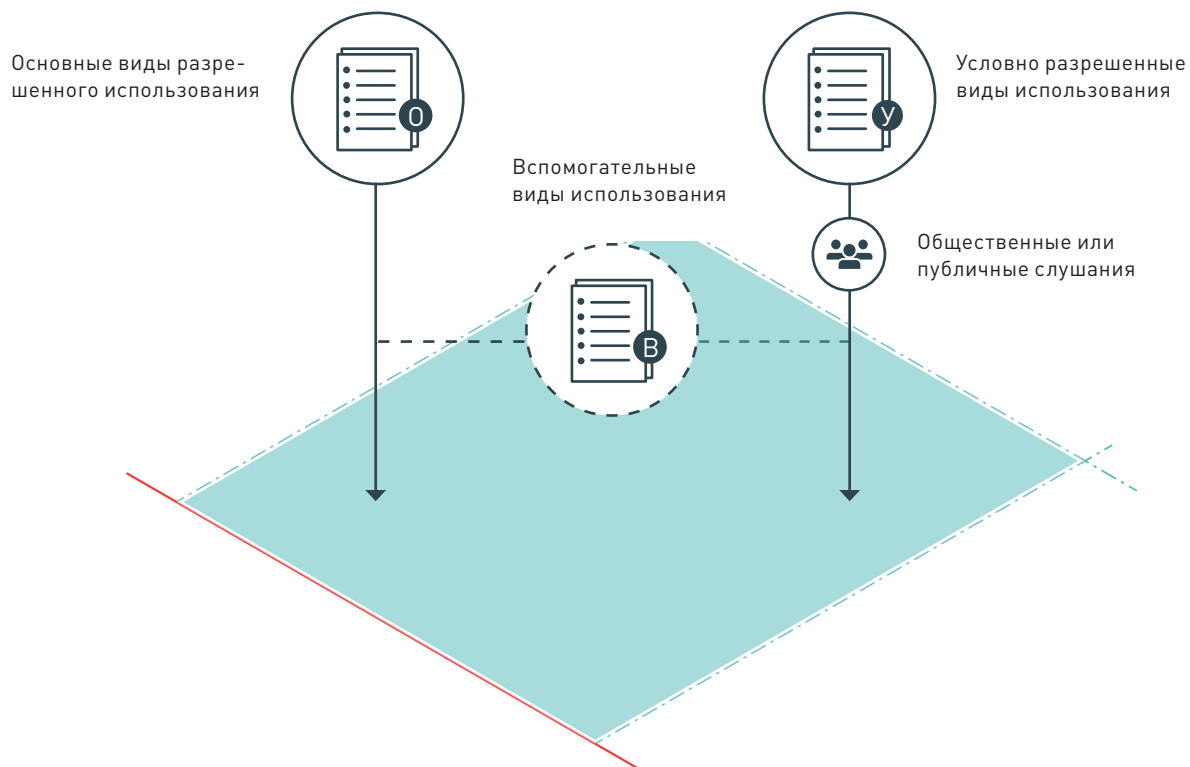 Основные виды разре-
шенного использования
О
Вспомогательные
виды использования
В
Условно разрешенные
виды использования
У
Общественные или
публичные слушания